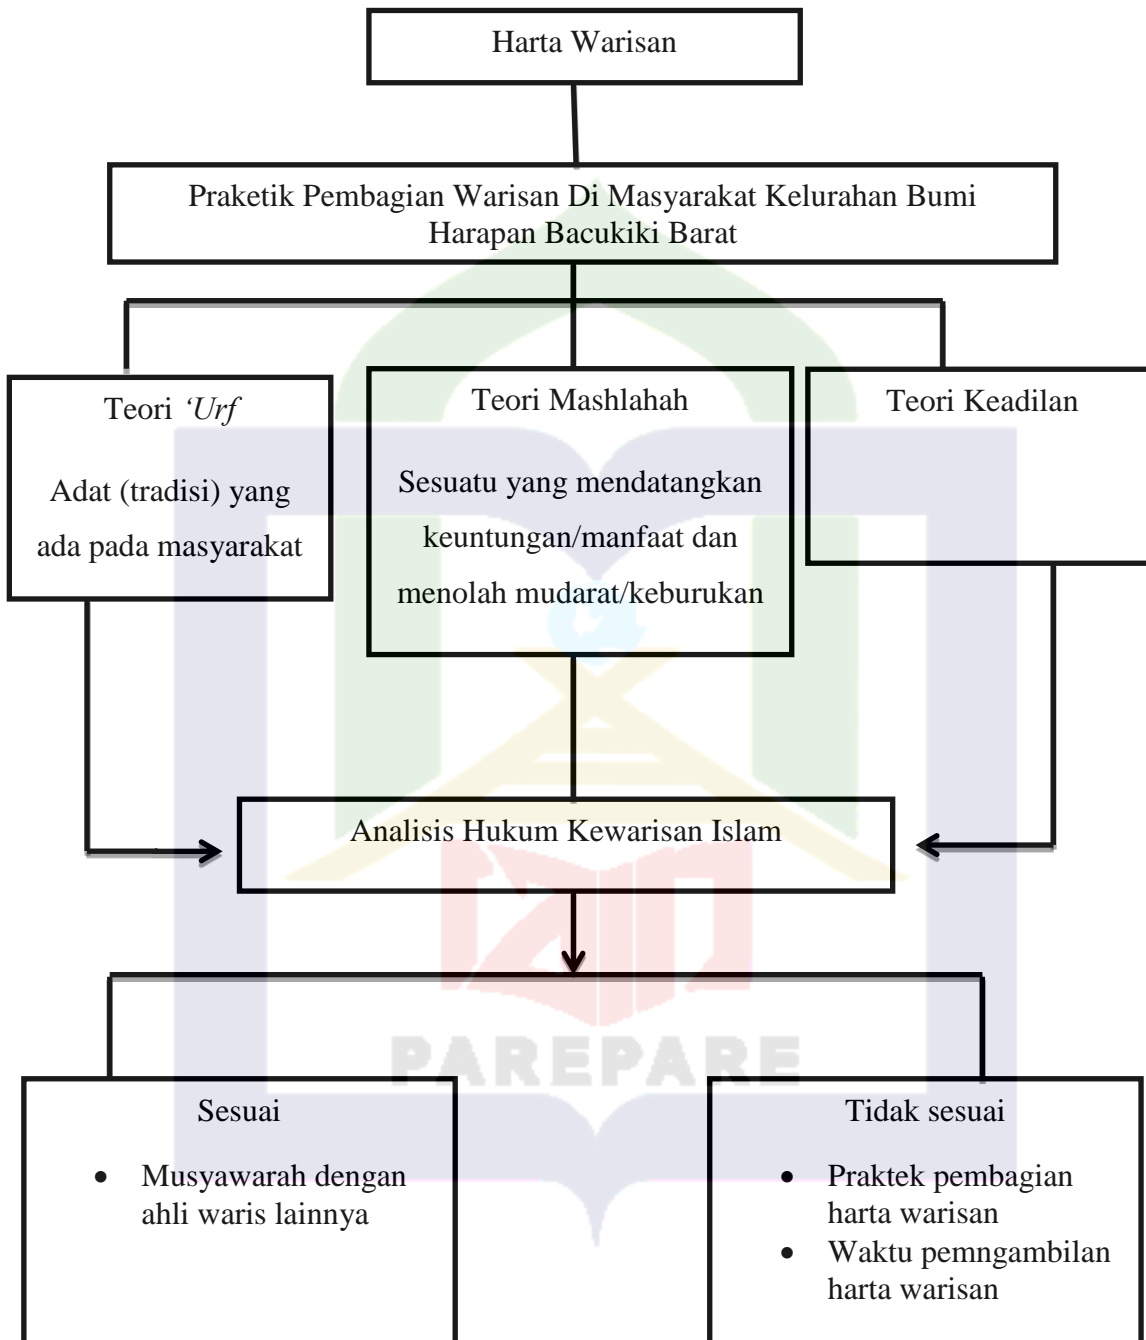 Harta Warisan
Praketik Pembagian Warisan Di Masyarakat Kelurahan Bumi
Harapan Bacukiki Barat
Teori ‘Urf
Adat (tradisi) yang
ada pada masyarakat
Teori Mashlahah
Sesuatu yang mendatangkan
keuntungan/manfaat dan
menolah mudarat/keburukan
Teori Keadilan
Analisis Hukum Kewarisan Islam
PAREPARE
Sesuai
• Musyawarah dengan
ahli waris lainnya
Tidak sesuai
• Praktek pembagian
harta warisan
• Waktu pemngambilan
harta warisan